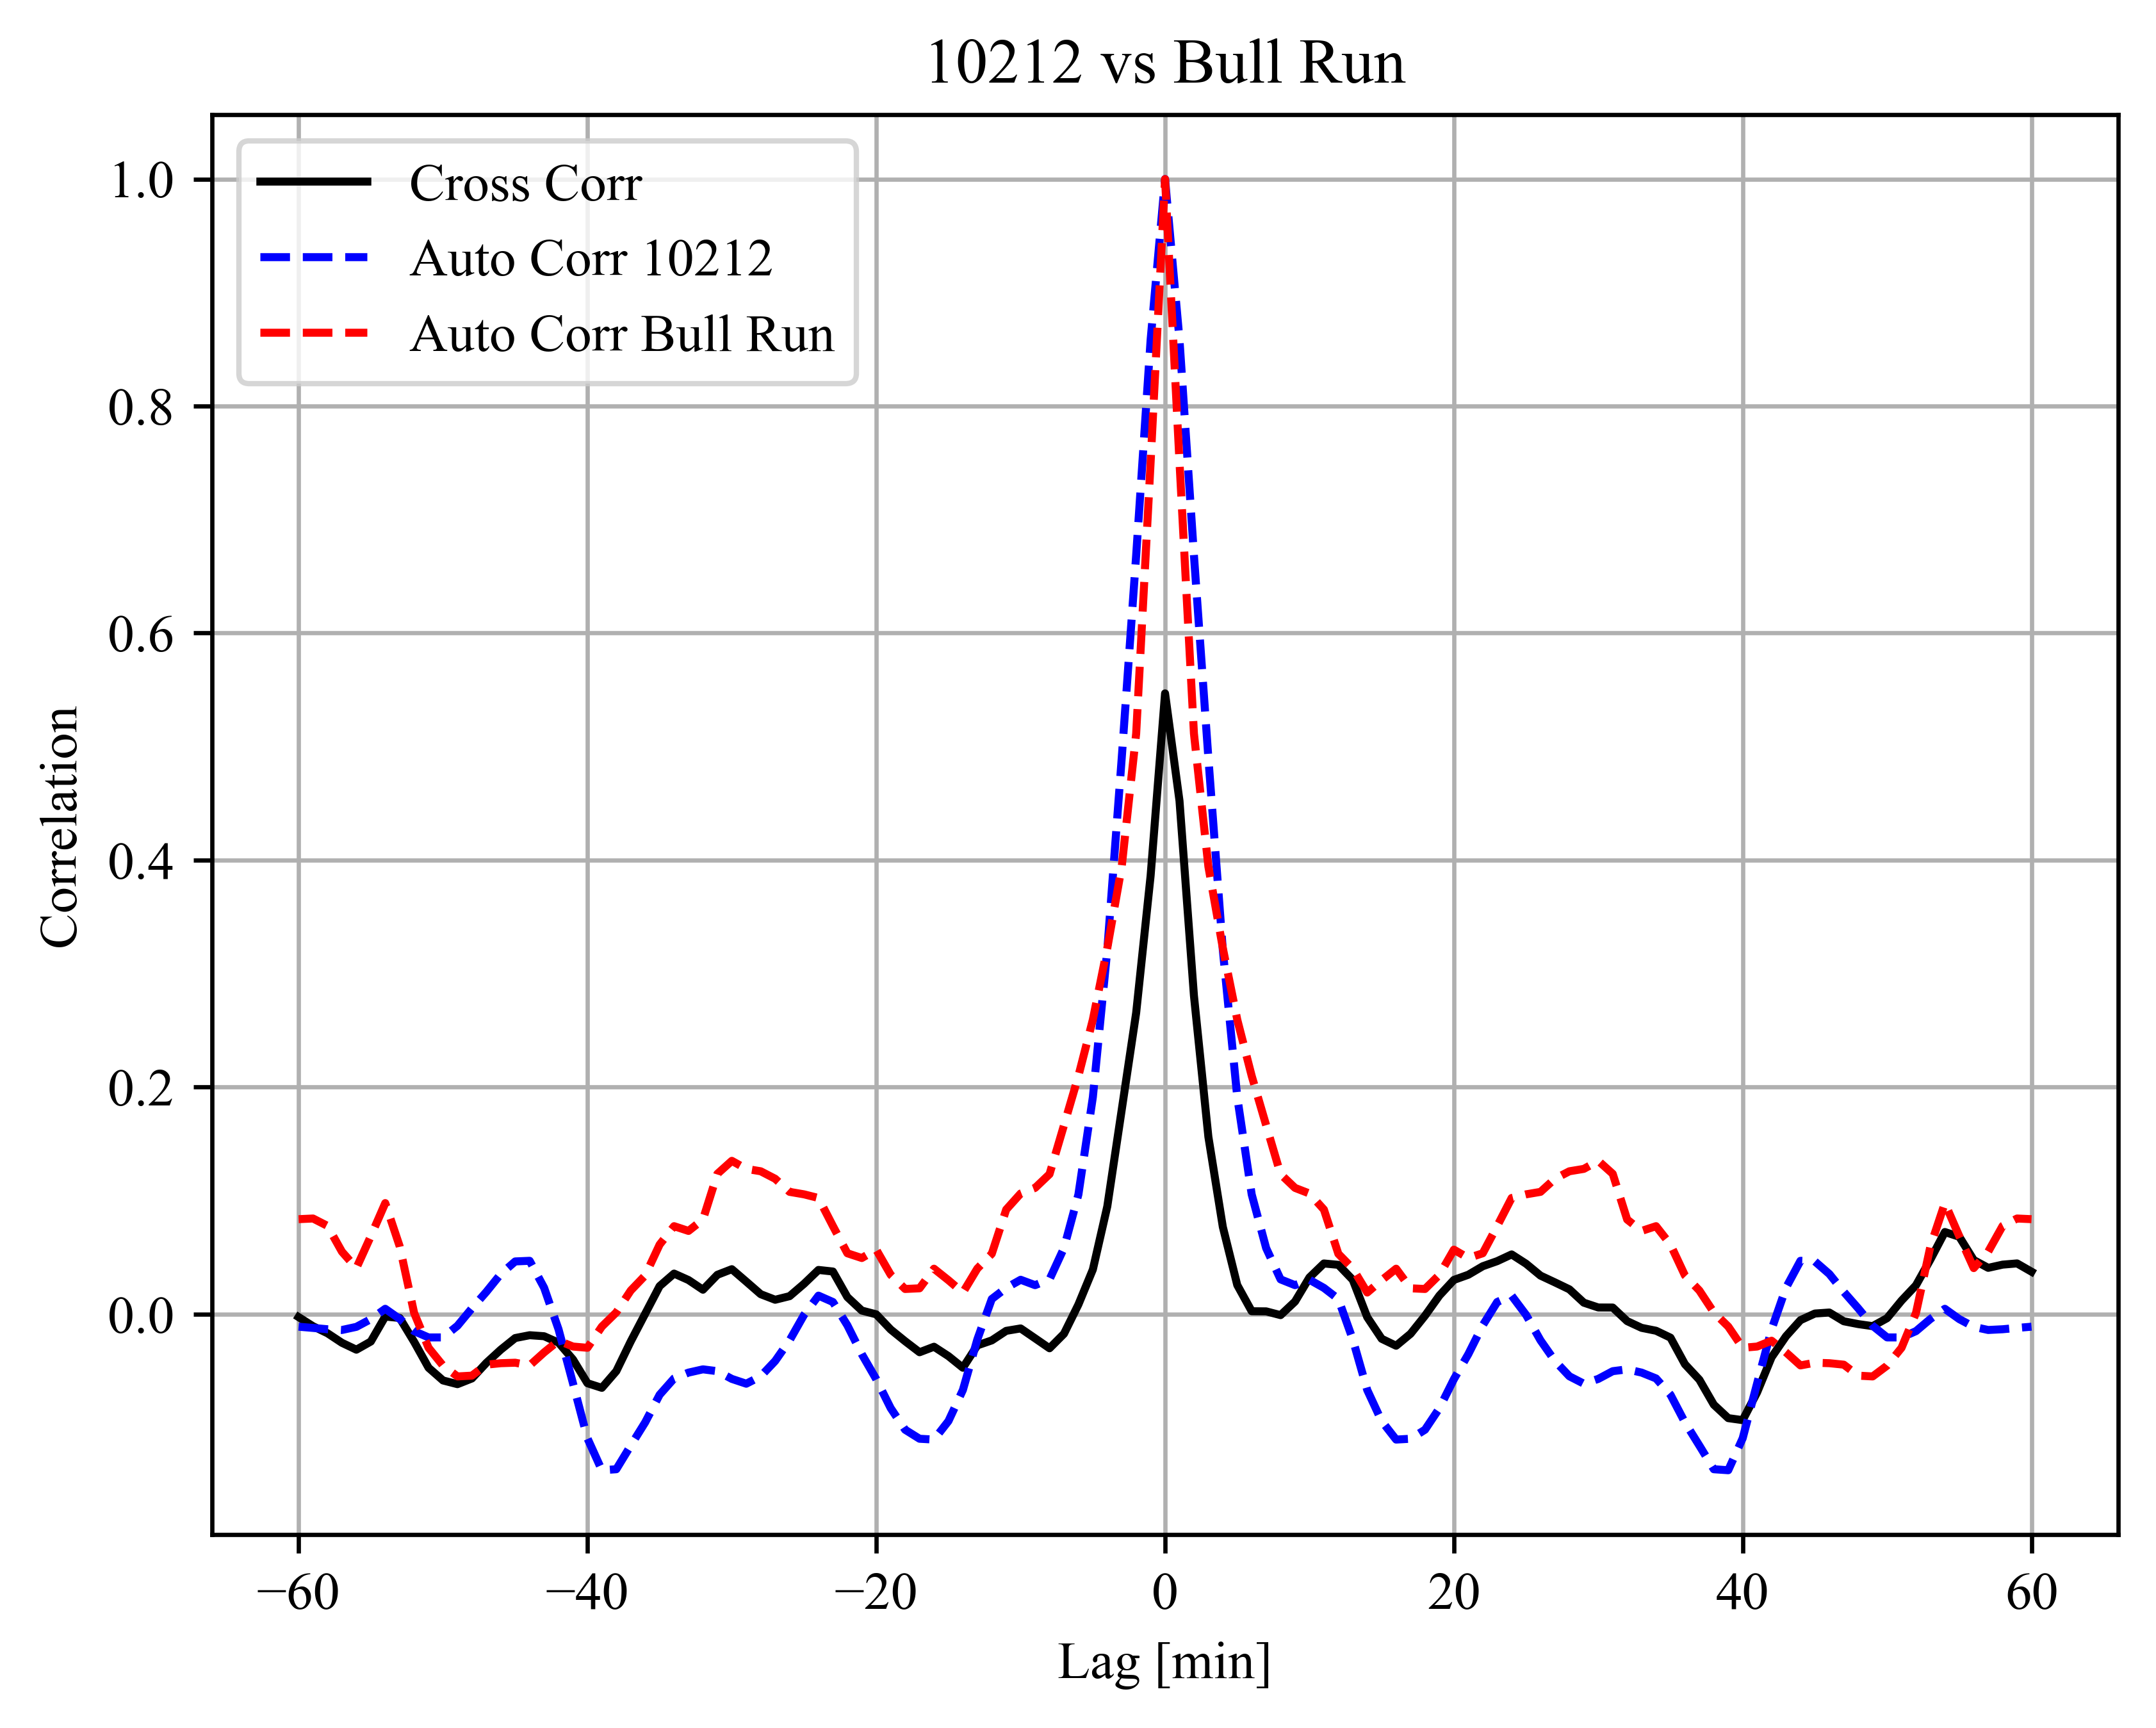 10212 vs Bull Run
Cross Corr
Auto Corr 10212
Auto Corr Bull Run
1.0
0.8
0.6
0.4
0.2
0.0
Correlation
−60 −40 −20 0 20 40 60
Lag [min]